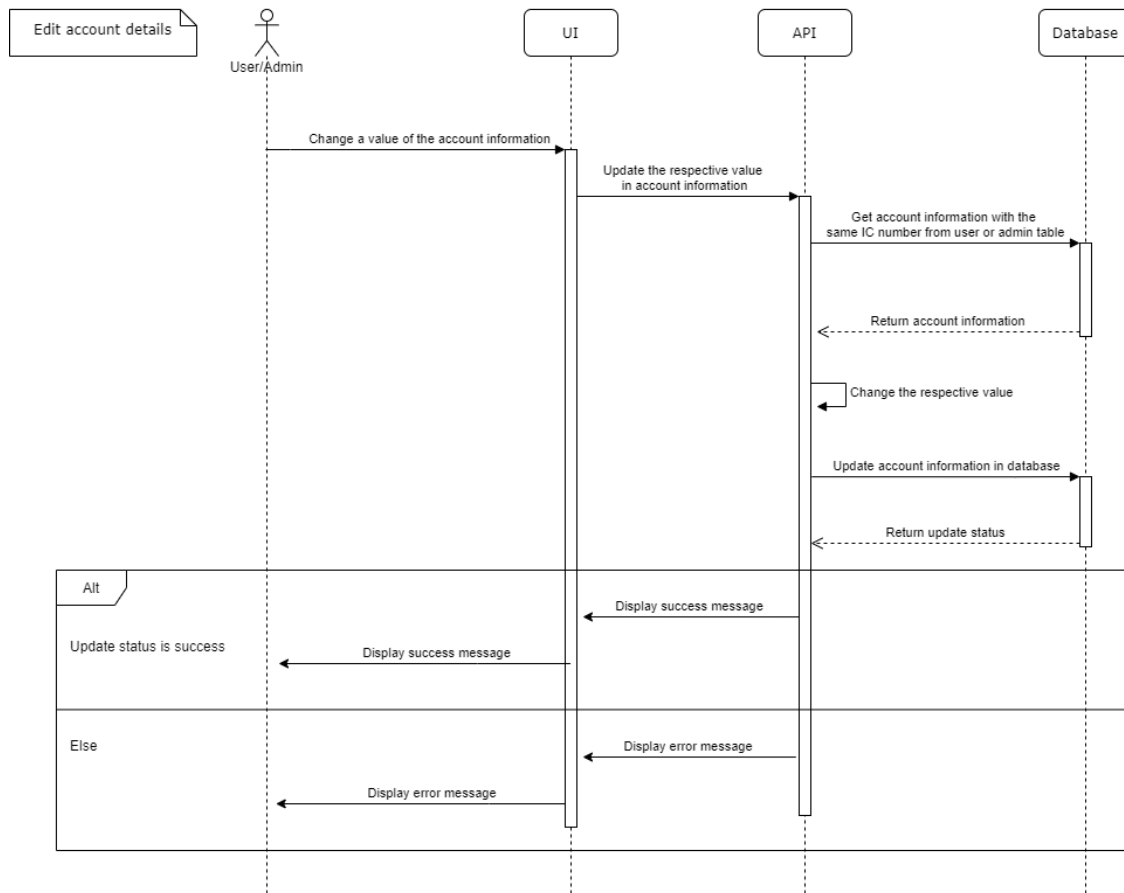 Edit account details
User/Admin
UI
API
Database
Change a value of the account information
Update the respective value
in account information
Get account information with the
same IC number from user or admin table
Return account information
Change the respective value
Update account information in database
Return update status
Alt
Display success message
Update status is success
Display success message
Else
Display error message
Display error message